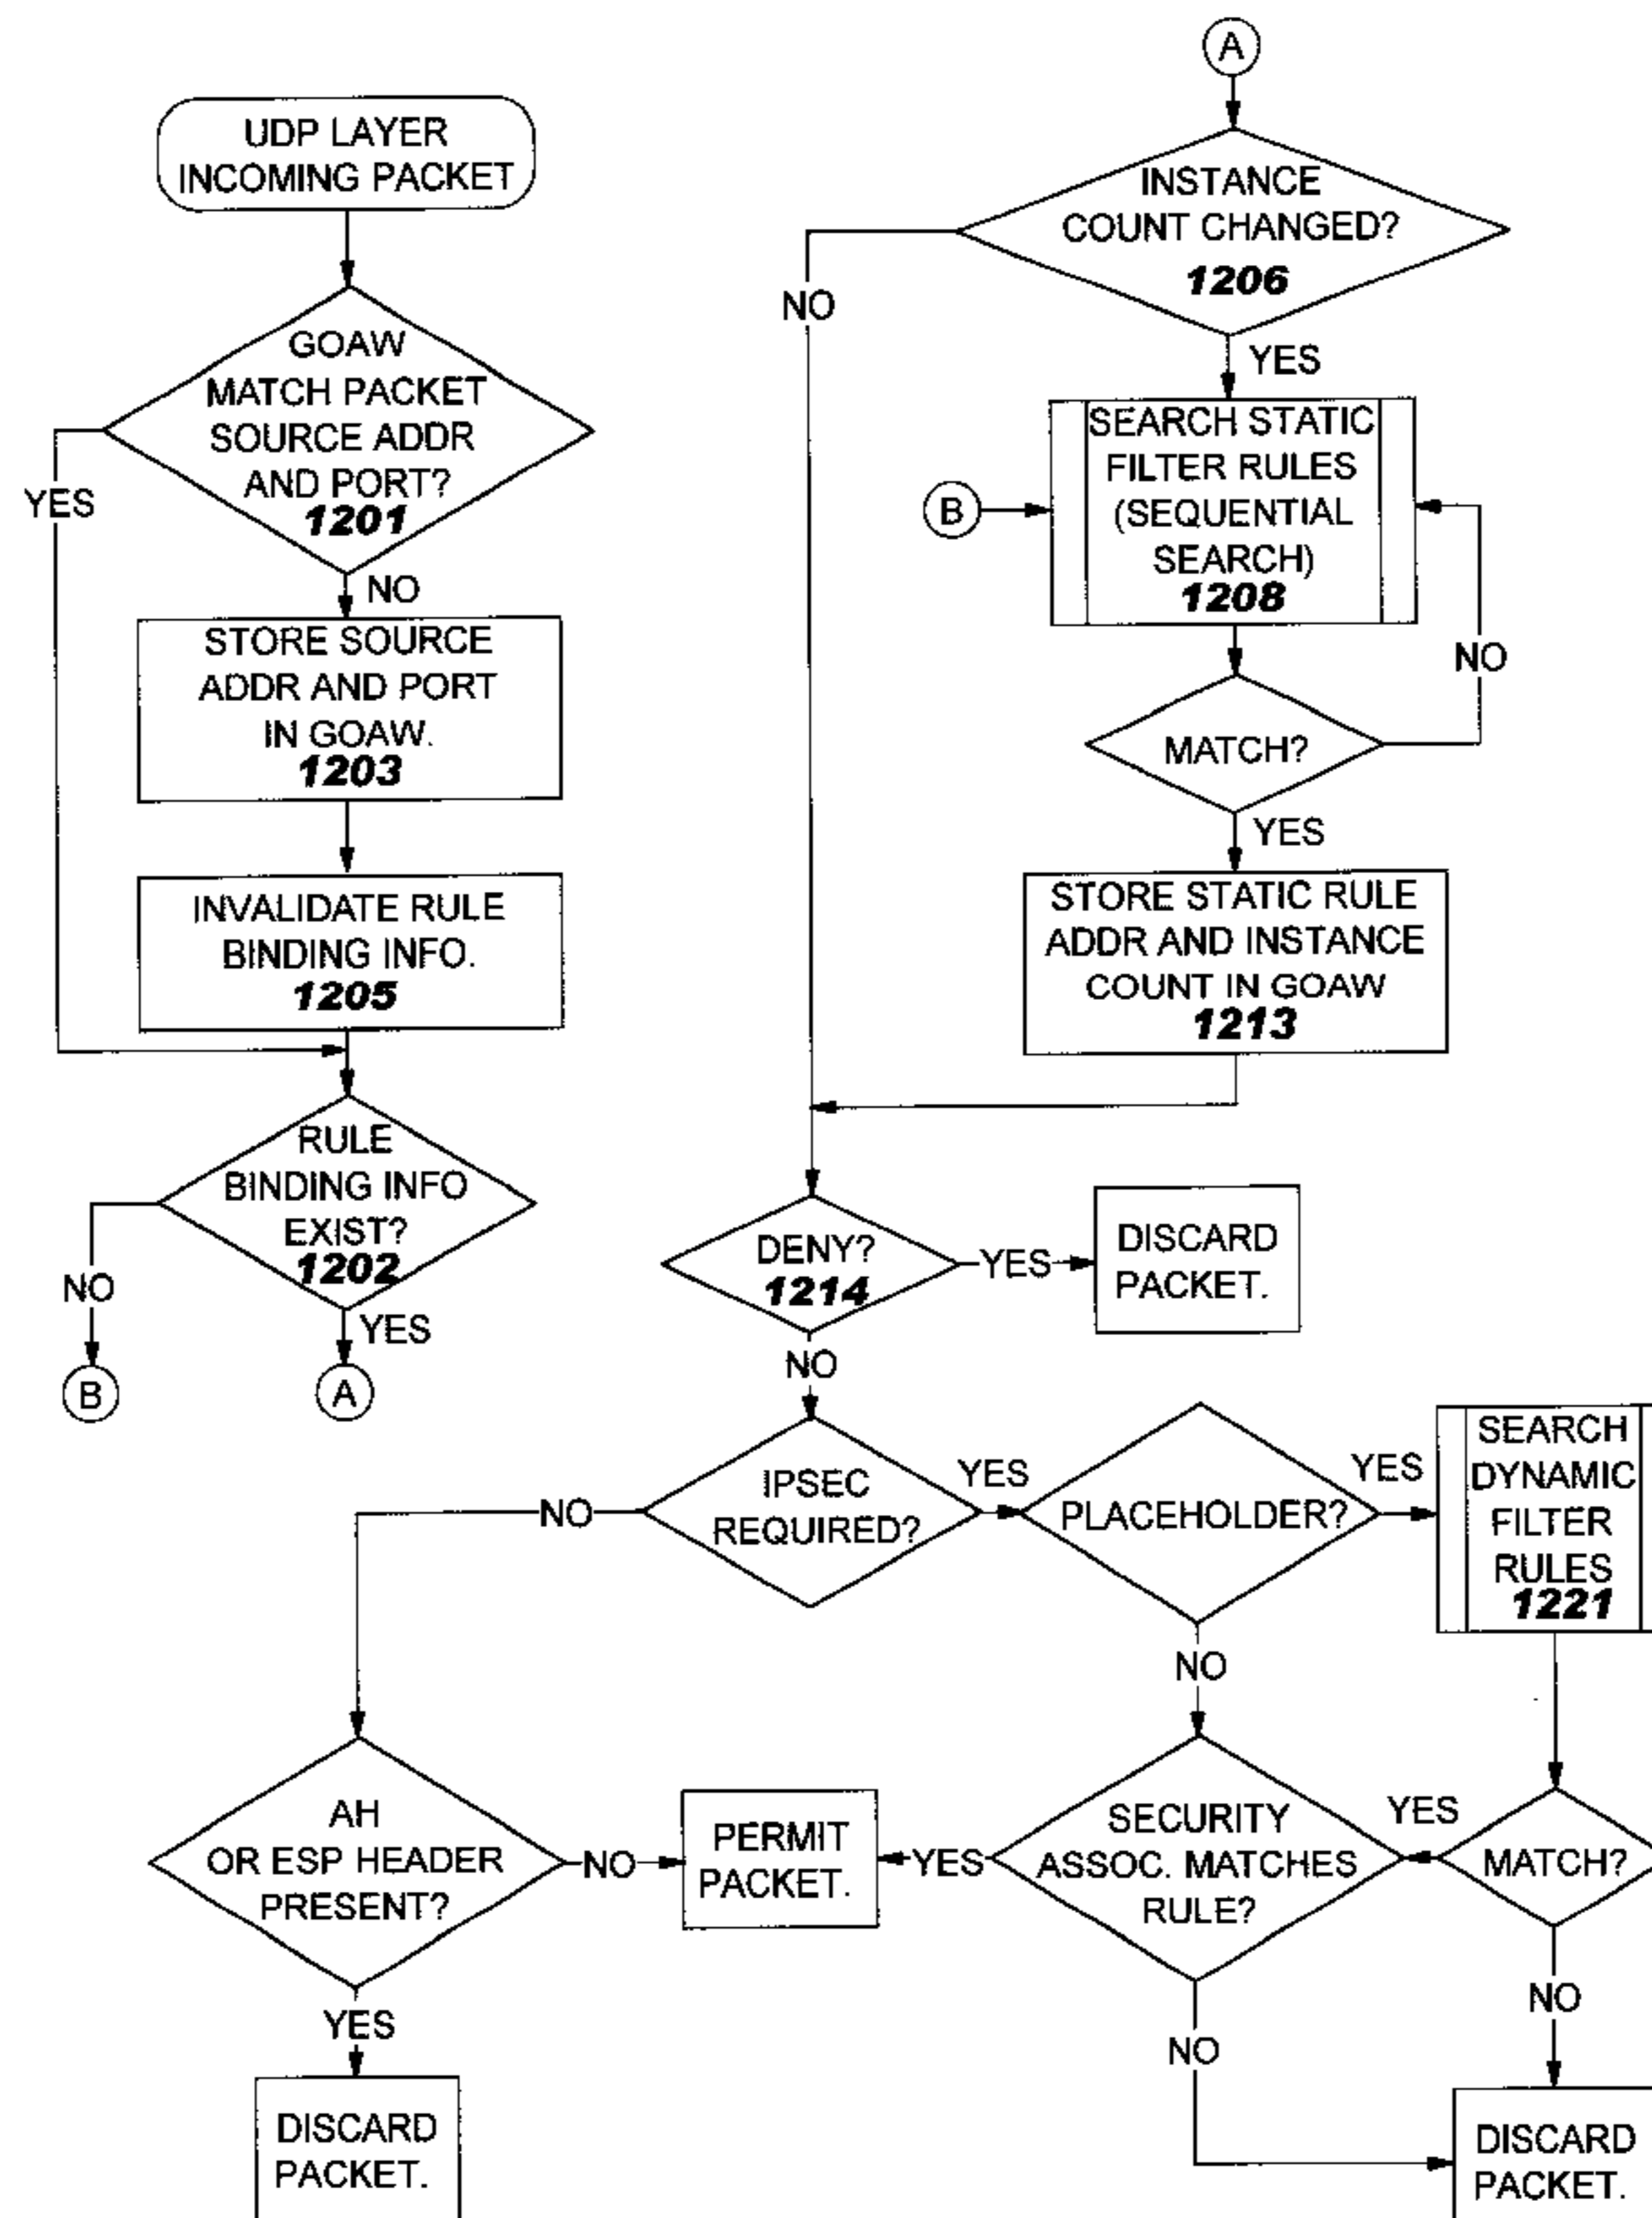 UDP LAYER
INCOMING PACKET
GOAW
MATCH PACKET
SOURCE ADDR
AND PORT?
1201
YES
NO
STORE SOURCE
ADDR AND PORT
IN GOAW.
1203
INVALIDATE RULE
BINDING INFO.
1205
RULE
BINDING INFO
EXIST?
1202
NO
YES
B
A
A
INSTANCE
COUNT CHANGED?
1206
NO
YES
SEARCH STATIC
FILTER RULES
(SEQUENTIAL
SEARCH)
1208
B
NO
MATCH?
YES
STORE STATIC RULE
ADDR AND INSTANCE
COUNT IN GOAW
1213
DENY?
1214
YES
DISCARD
PACKET.
NO
IPSEC
REQUIRED?
NO
YES
PLACEHOLDER?
YES
SEARCH
DYNAMIC
FILTER
RULES
1221
NO
AH
OR ESP HEADER
PRESENT?
NO
PERMIT
PACKET.
YES
SECURITY
ASSOC. MATCHES
RULE?
YES
MATCH?
YES
NO
NO
DISCARD
PACKET.
DISCARD
PACKET.